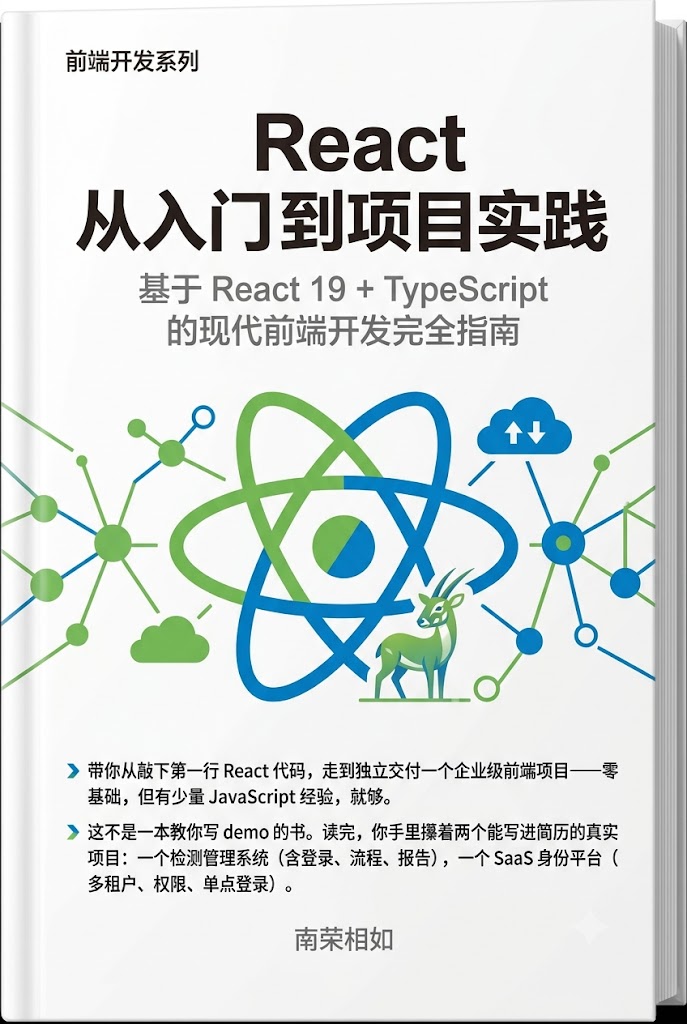 前端开发系列
React
从入门到项目实践
基于 React 19 + TypeScript
的现代前端开发完全指南
带你从敲下第一行 React 代码，走到独立交付一个企业级前端项目——零
基础，但有少量 JavaScript 经验，就够。
这不是一本教你写 demo 的书。读完，你手里攥着两个能写进简历的真实
项目：一个检测管理系统（含登录、流程、报告），一个 SaaS 身份平台（
多租户、权限、单点登录）。
南荣相如